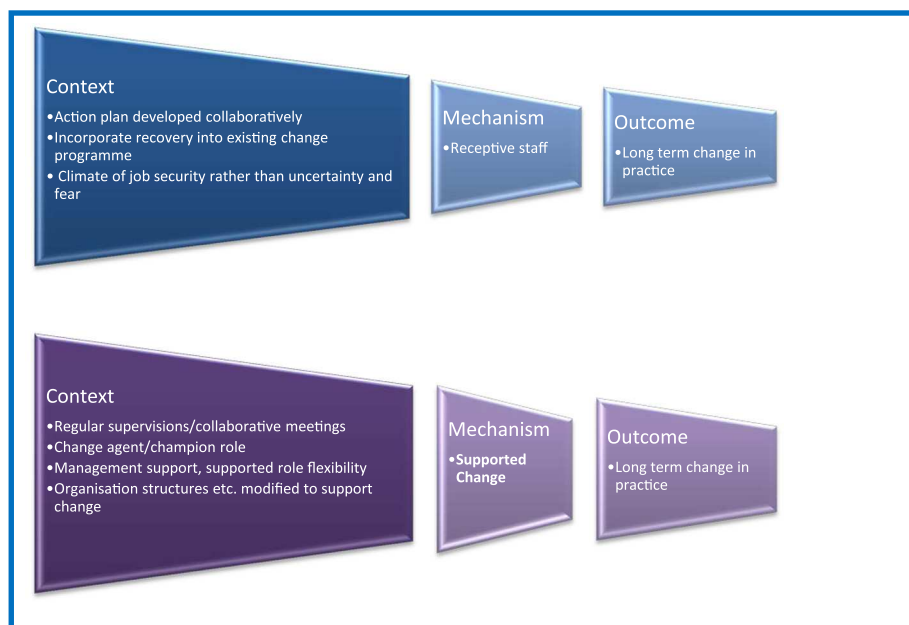 Context
•Action plan developed collaboratively
•Incorporate recovery into existing change
programme
• Climate of job security rather than uncertainty and
fear
Mechanism
•Receptive staff
Outcome
•Long term change in
practice
Context
•Regular supervisions/collaborative meetings
•Change agent/champion role
•Management support, supported role flexibility
•Organisation structures etc. modified to support
change
Mechanism
•Supported
Change
Outcome
•Long term change in
practice